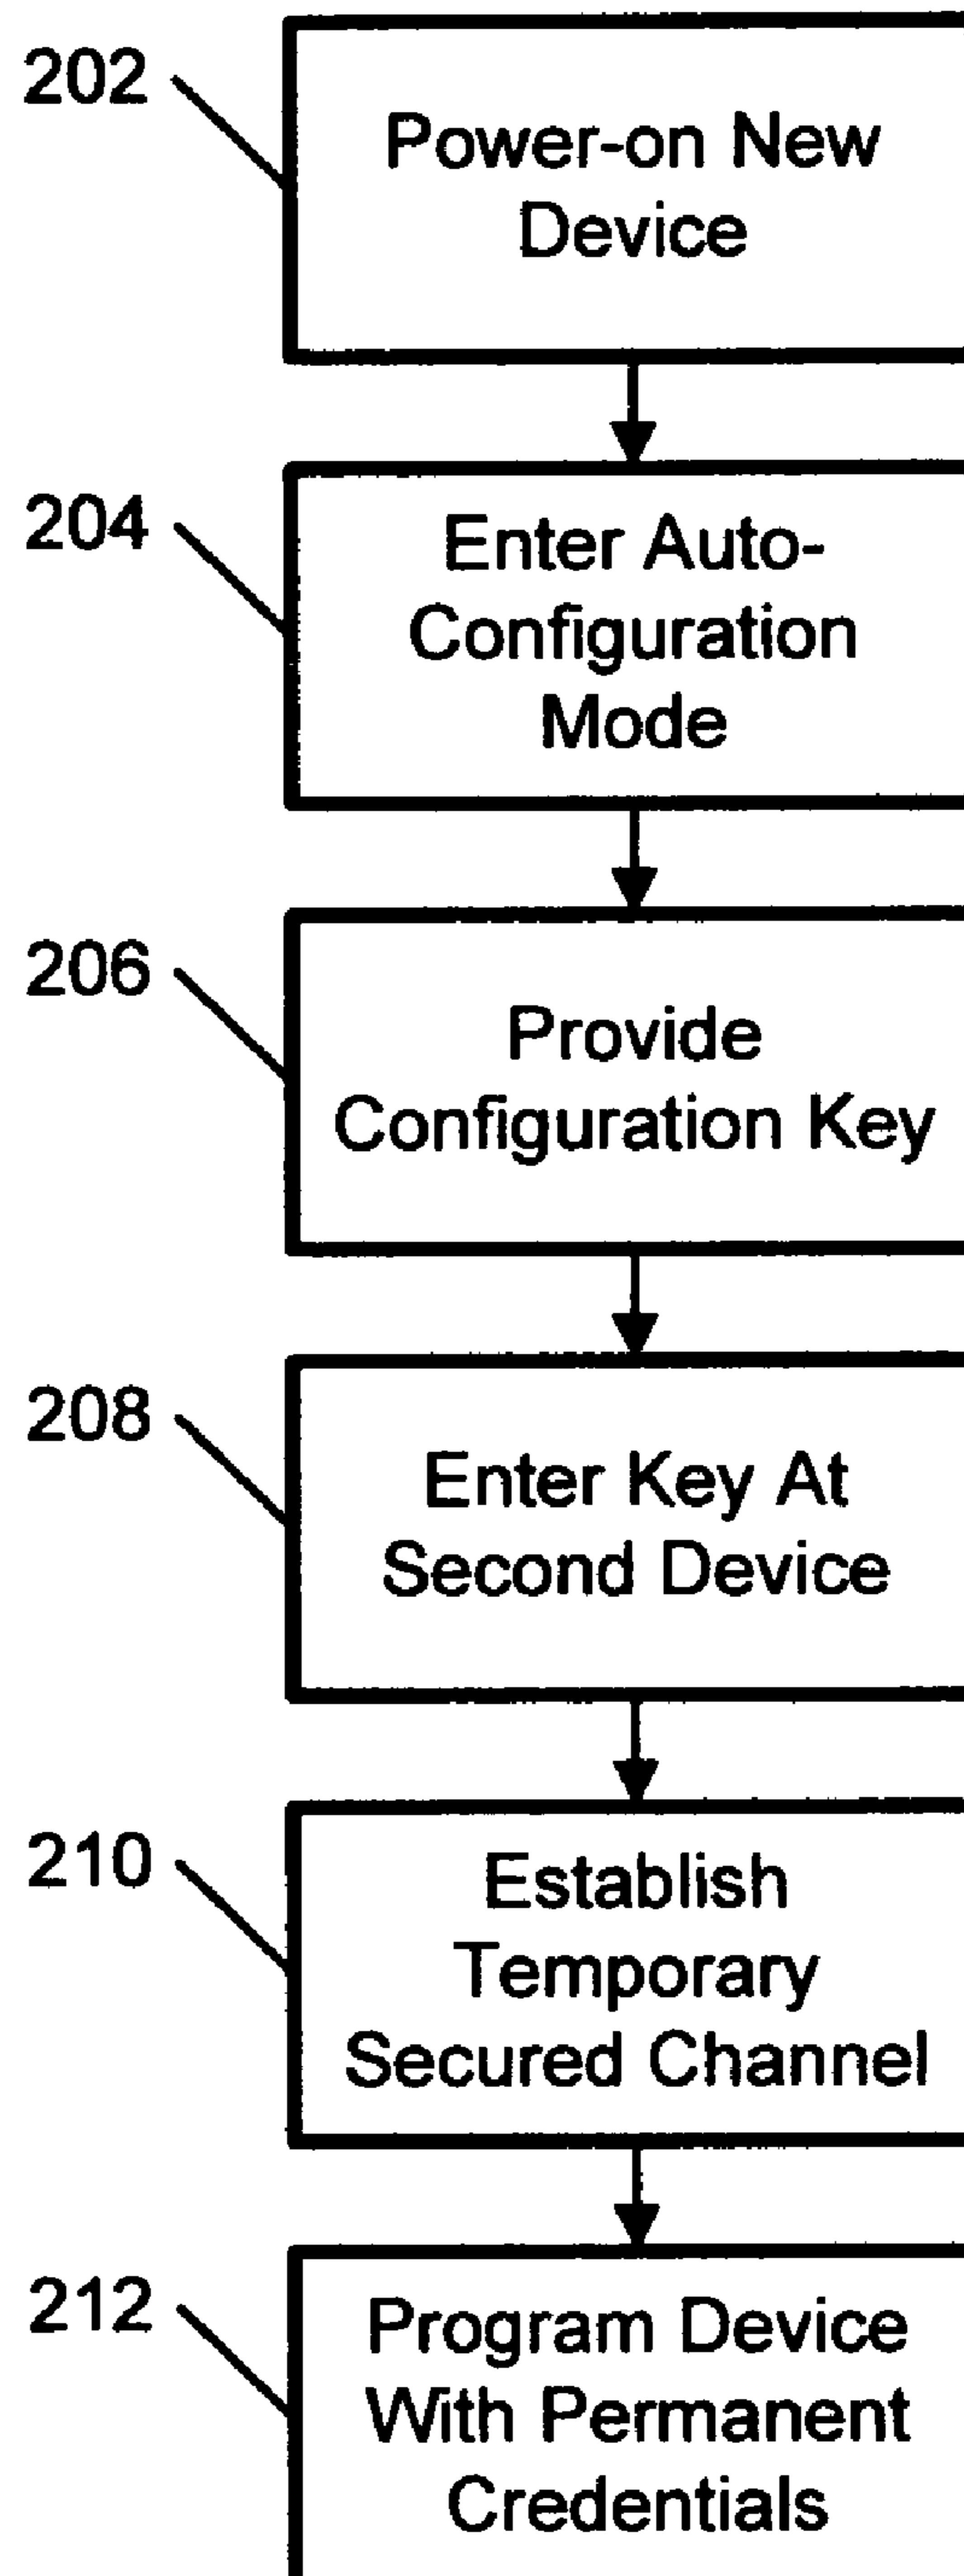 202
Power-on New
Device
204
Enter Auto-
Configuration
Mode
206
Provide
Configuration Key
208
Enter Key At
Second Device
210
Establish
Temporary
Secured Channel
212
Program Device
With Permanent
Credentials